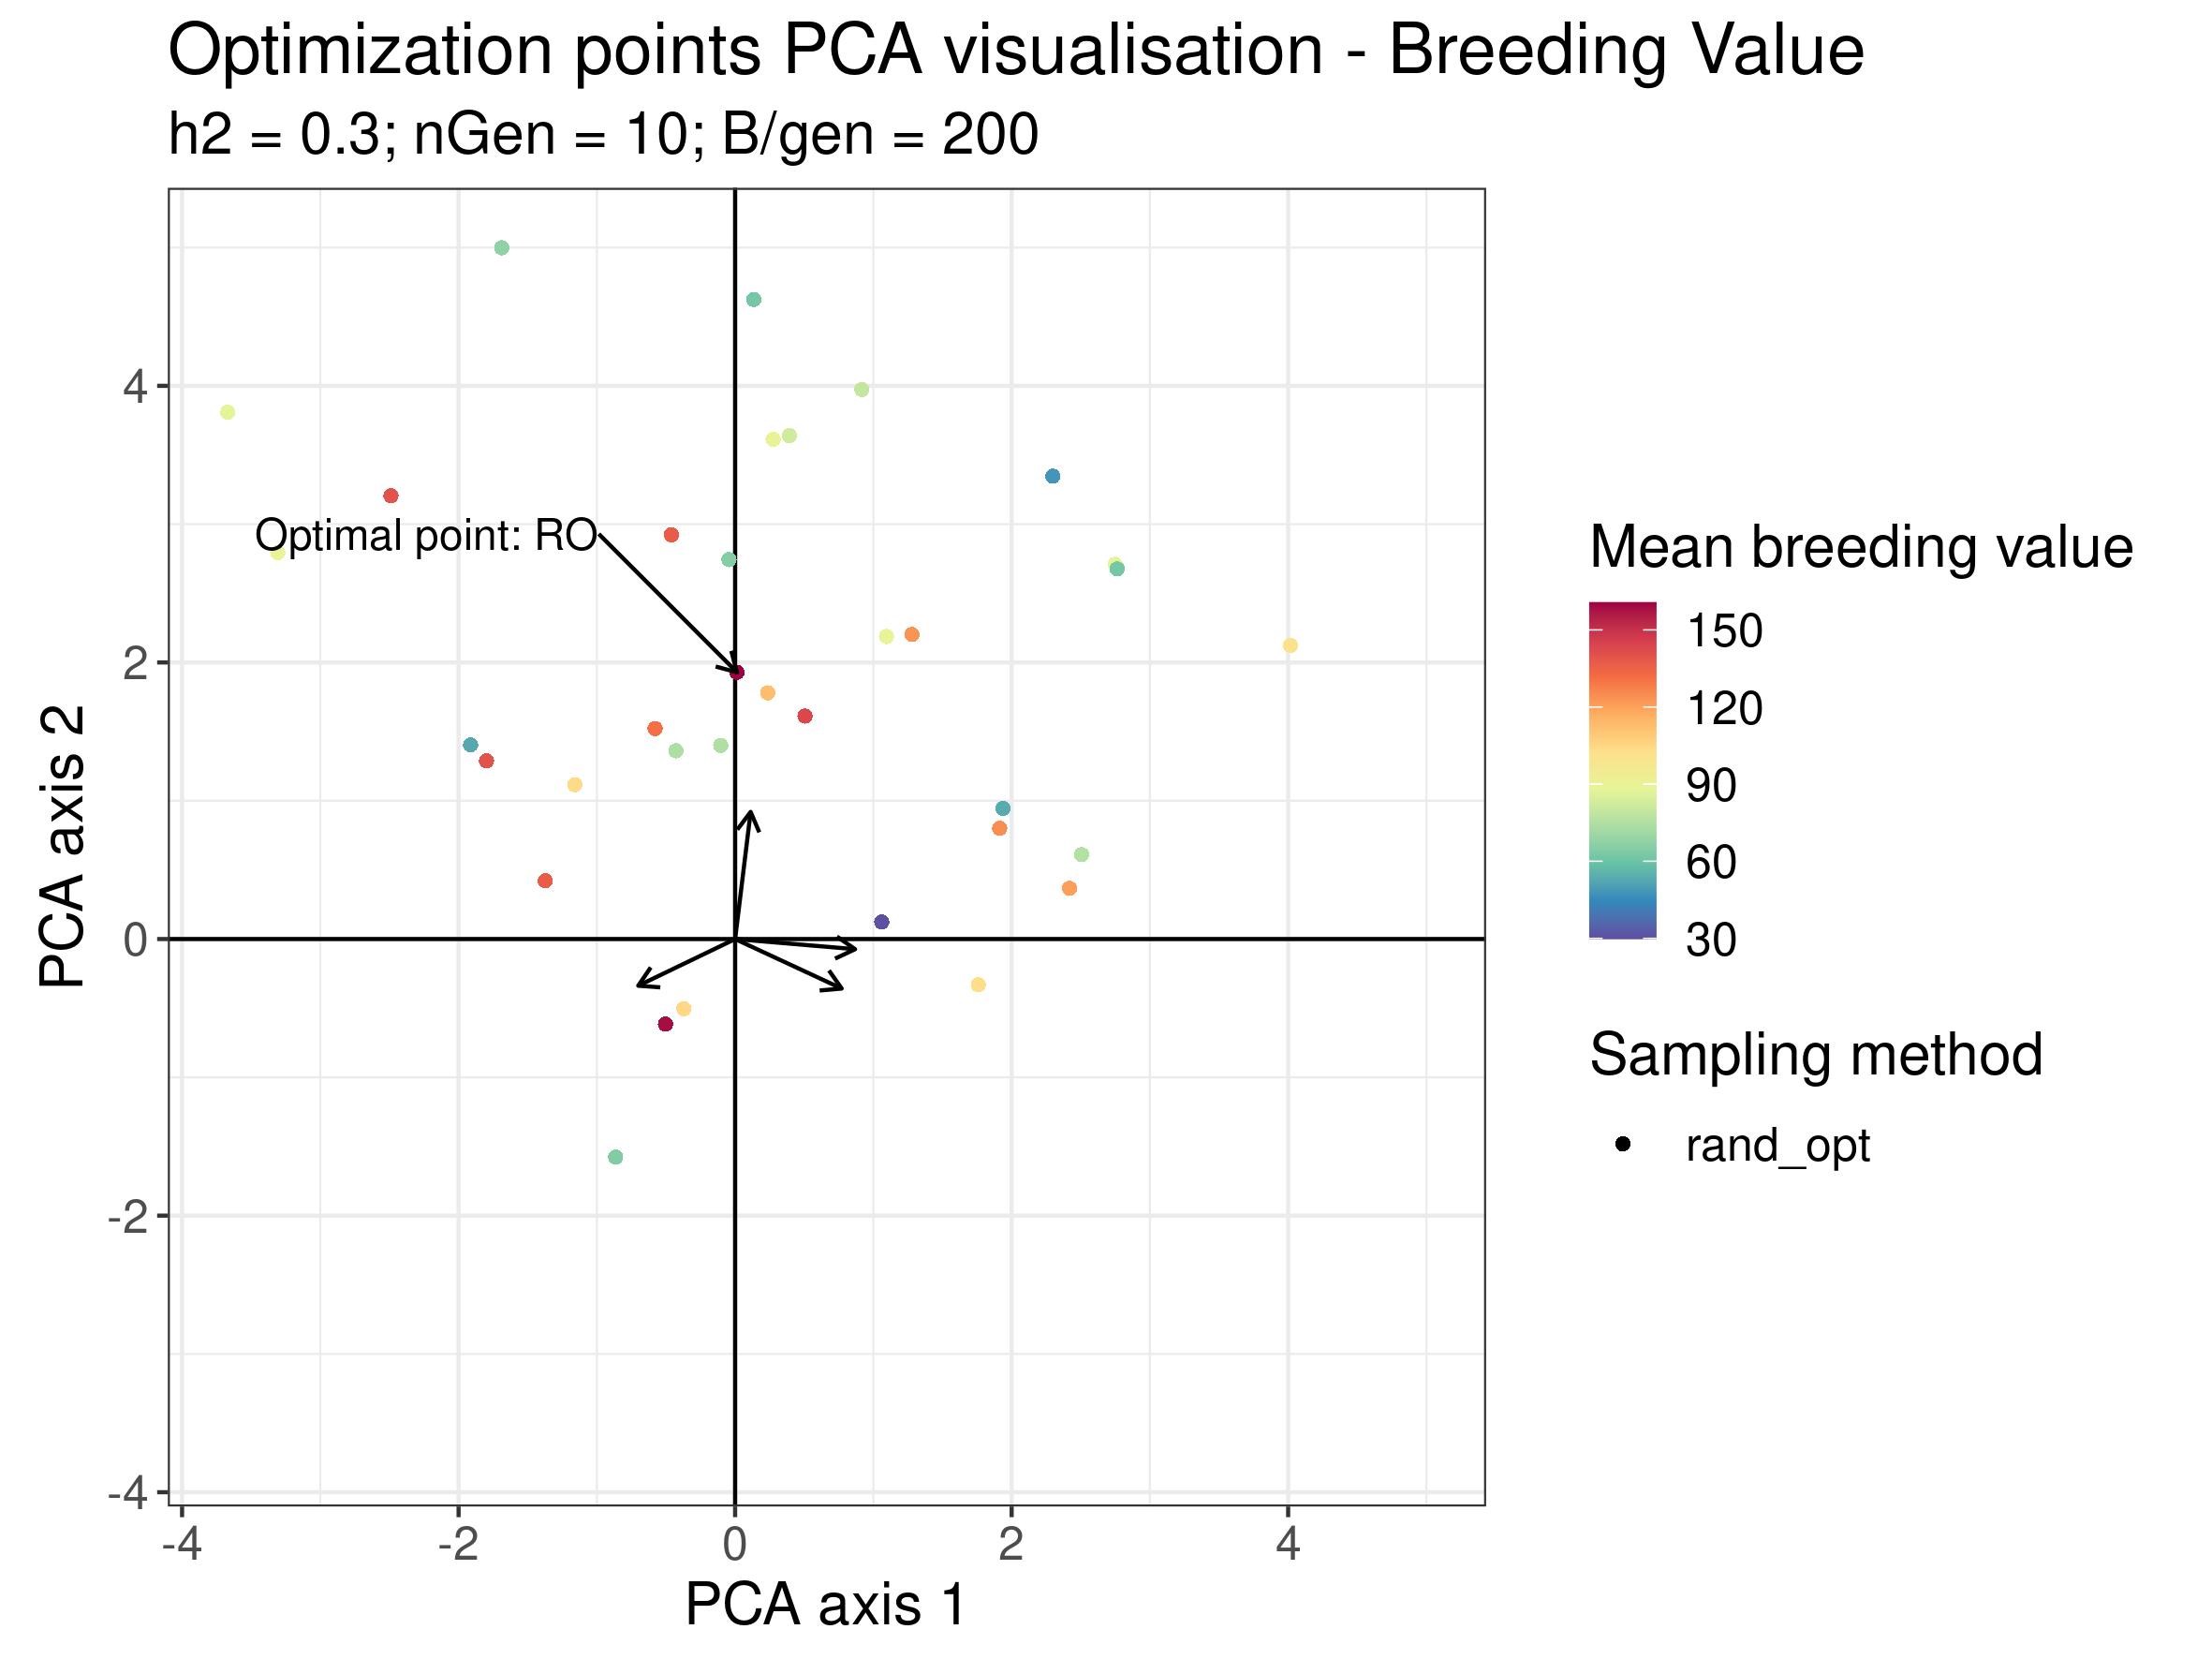 Optimization points PCA visualisation - Breeding Value
h2 = 0.3; nGen = 10; B/gen = 200
PCA axis 2
4
2
0
-2
-4
Optimal point: RO
-4
-2
0
2
4
PCA axis 1
Mean breeding value
150
120
90
60
30
Sampling method
rand_opt